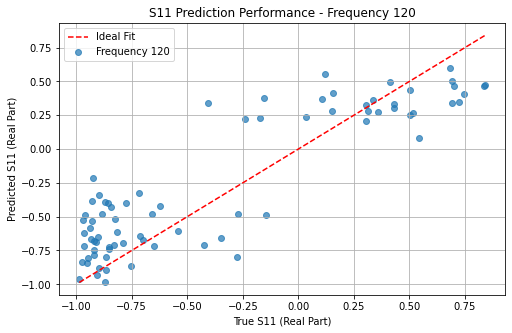 S11 Prediction Performance - Frequency 120
Ideal Fit
Frequency 120
Predicted S11 (Real Part)
0.75
0.50
0.25
0.00
−0.25
−0.50
−0.75
−1.00
−1.00 −0.75 −0.50 −0.25 0.00 0.25 0.50 0.75
True S11 (Real Part)